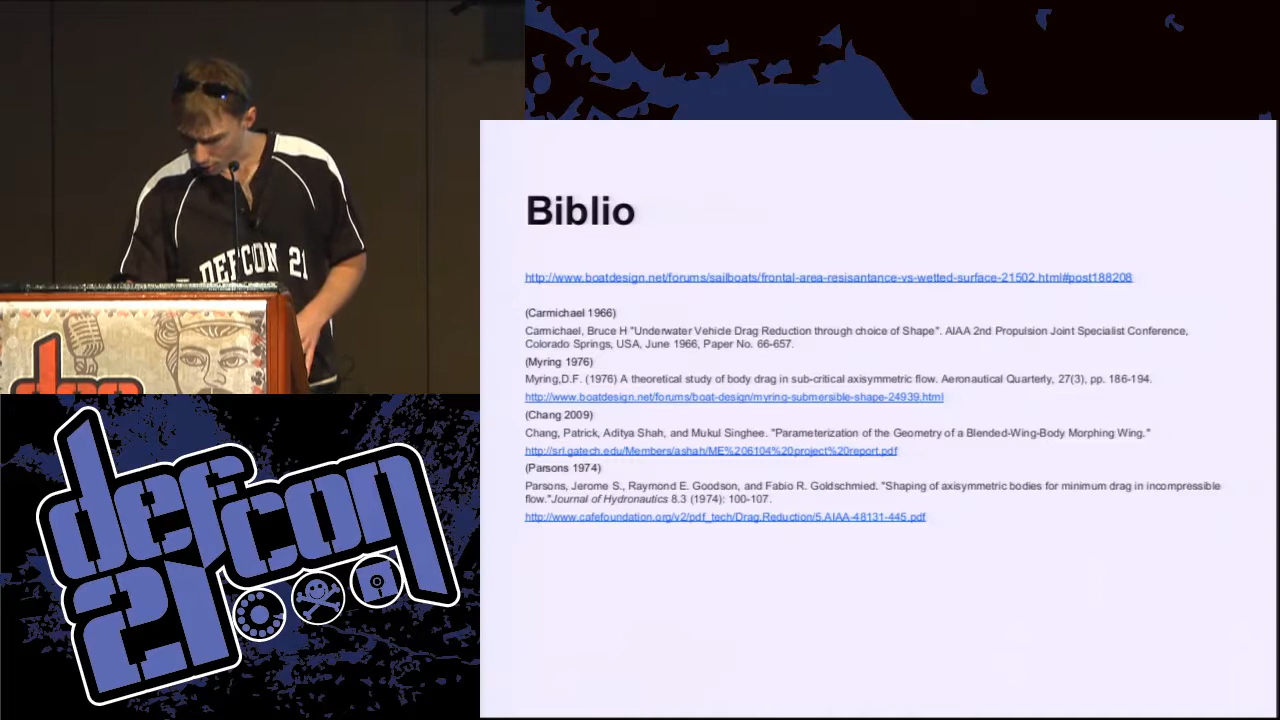 DEFCON 21
def
defcon
21
Biblio
http://www.boatdesign.net/forums/sailboats/frontal-area-resisantance-vs-wetted-surface-21502.html#post188208
(Carmichael 1966)
Carmichael, Bruce H "Underwater Vehicle Drag Reduction through choice of Shape". AIAA 2nd Propulsion Joint Specialist Conference,
Colorado Springs, USA, June 1966, Paper No. 66-657.
(Myring 1976)
Myring,D.F. (1976) A theoretical study of body drag in sub-critical axisymmetric flow. Aeronautical Quarterly, 27(3), pp. 186-194.
http://www.boatdesign.net/forums/boat-design/myring-submersible-shape-24939.html
(Chang 2009)
Chang, Patrick, Aditya Shah, and Mukul Singhee. "Parameterization of the Geometry of a Blended-Wing-Body Morphing Wing."
http://srl.gatech.edu/Members/ashah/ME%206104%20project%20report.pdf
(Parsons 1974)
Parsons, Jerome S., Raymond E. Goodson, and Fabio R. Goldschmied. "Shaping of axisymmetric bodies for minimum drag in incompressible
flow."Journal of Hydronautics 8.3 (1974): 100-107.
http://www.cafefoundation.org/v2/pdf_tech/Drag.Reduction/5.AIAA-48131-445.pdf